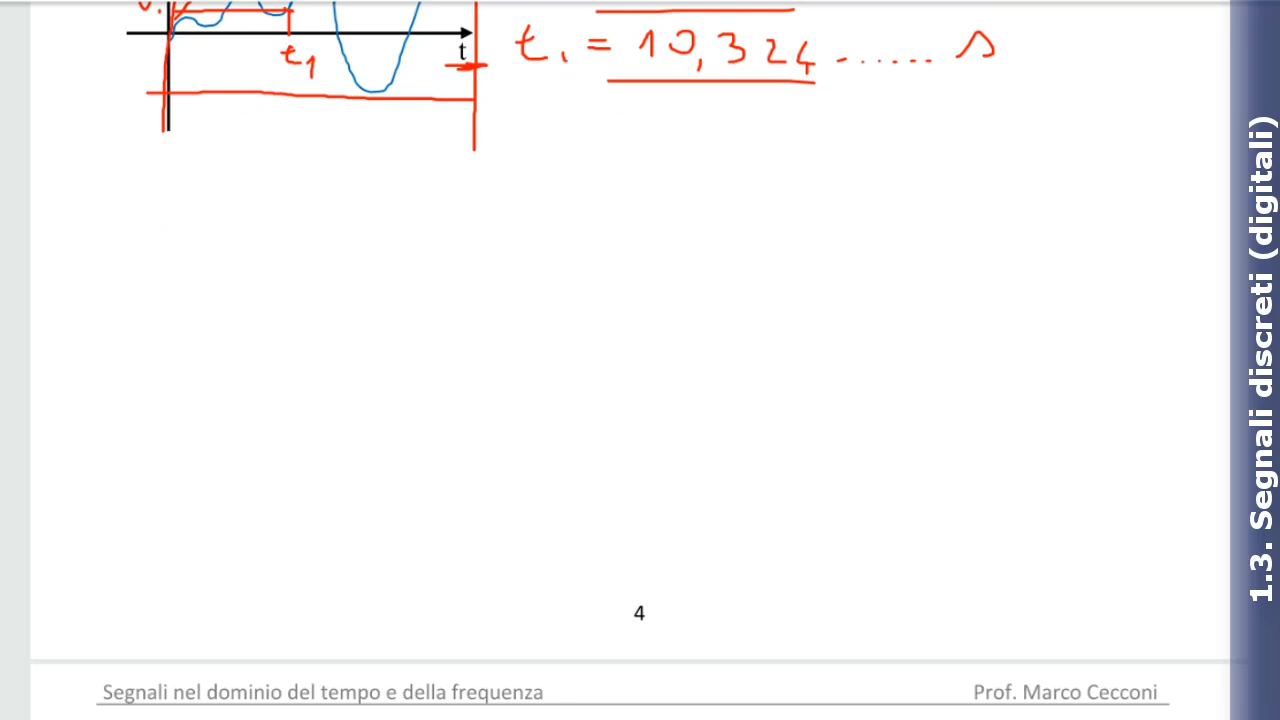 t
t1
t1 = 10,324....... s
4
Segnali nel dominio del tempo e della frequenza
Prof. Marco Cecconi
1.3. Segnali discreti (digitali)